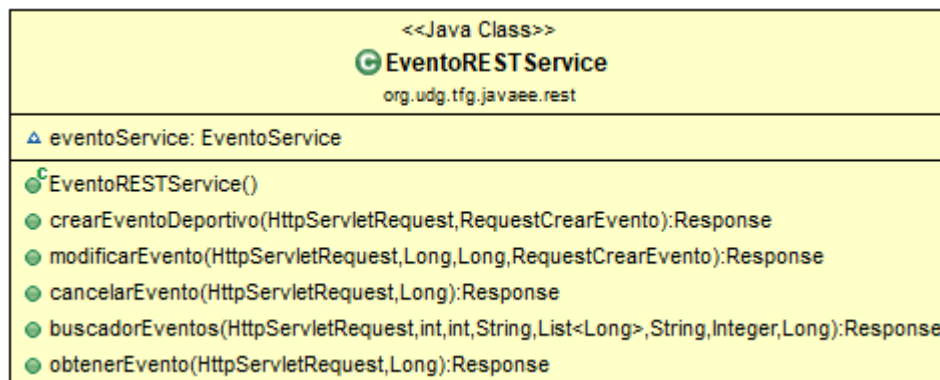 <<Java Class>>
C EventoRESTService
org.udg.tfg.javaee.rest
eventoService: EventoService
C EventoRESTService()
crearEventoDeportivo(HttpServletRequest,RequestCrearEvento):Response
modificarEvento(HttpServletRequest,Long,Long,RequestCrearEvento):Response
cancelarEvento(HttpServletRequest,Long):Response
buscadorEventos(HttpServletRequest,int,int,String,List<Long>,String,Integer,Long):Response
obtenerEvento(HttpServletRequest,Long):Response